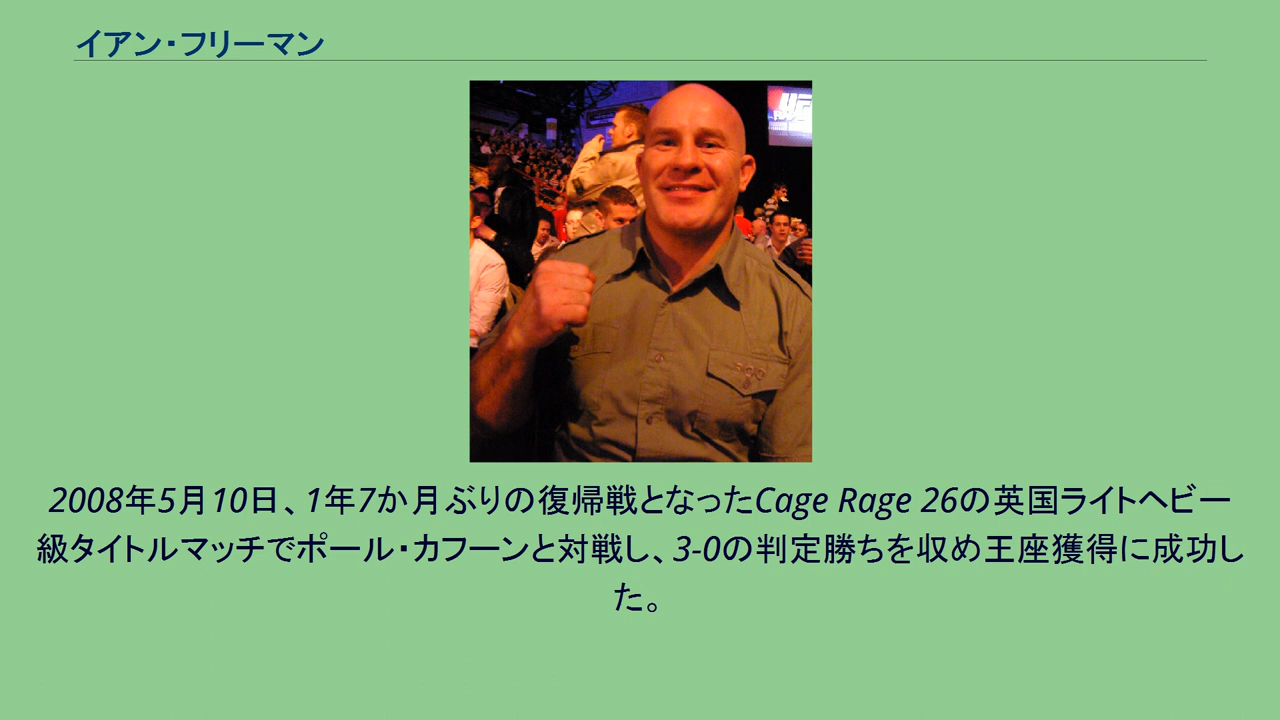 イアン・フリーマン
UFC
2008年5月10日、1年7か月ぶりの復帰戦となったCage Rage 26の英国ライトヘビー
級タイトルマッチでポール・カフーンと対戦し、3-0の判定勝ちを収め王座獲得に成功し
た。